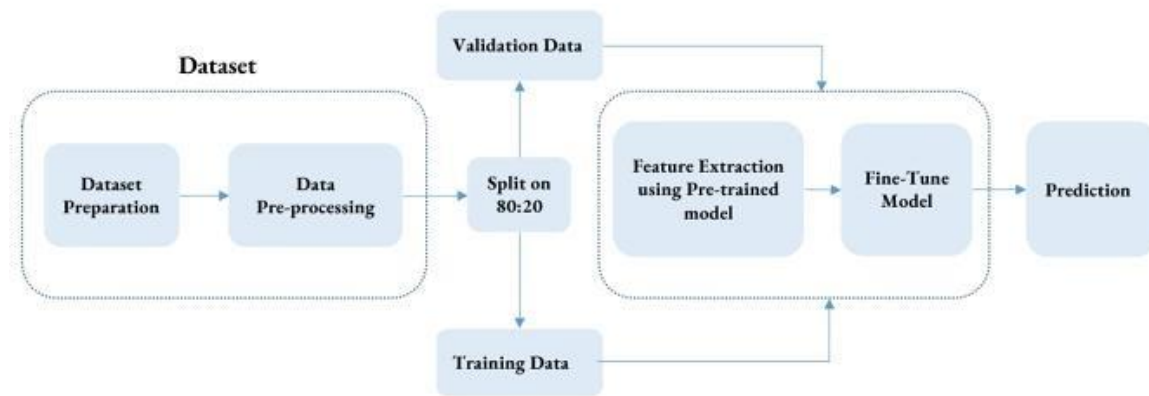 Validation Data
Dataset
Dataset
Preparation
Data
Pre-processing
Split on
80:20
Feature Extraction
using Pre-trained
model
Fine-Tune
Model
Prediction
Training Data